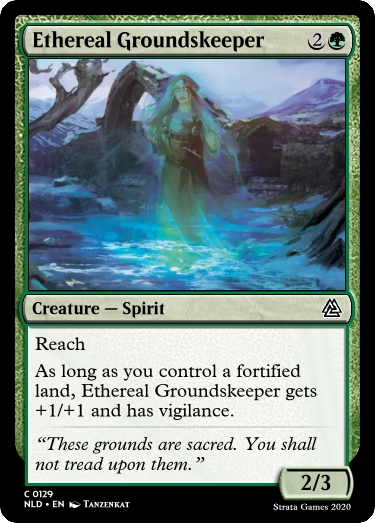 Ethereal Groundskeeper 2
Creature — Spirit
Reach
As long as you control a fortified
land, Ethereal Groundskeeper gets
+1/+1 and has vigilance.
“These grounds are sacred. You shall
not tread upon them.”
2/3
C 0129
NLD • EN Tanzenkat
Strata Games 2020